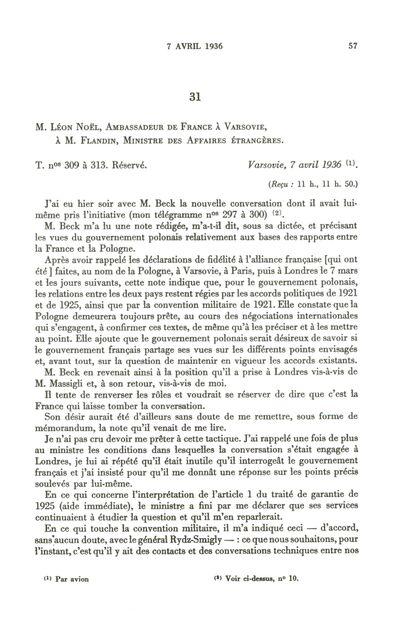 7 AVRIL 1936 57
31
M. LÉON NOËL, AMBASSADEUR DE FRANCE À VARSOVIE,
À M. FLANDIN, MINISTRE DES AFFAIRES ÉTRANGÈRES.
T. nos 309 à 313. Réservé. Varsovie, 7 avril 1936 (1).
(Reçu : 11 h., 11 h. 50.)
J'ai eu hier soir avec M. Beck la nouvelle conversation dont il avait lui-
même pris l'initiative (mon télégramme nos 297 à 300) (2).
M. Beck m'a lu une note rédigée, m'a-t-il dit, sous sa dictée, et précisant
les vues du gouvernement polonais relativement aux bases des rapports entre
la France et la Pologne.
Après avoir rappelé les déclarations de fidélité à l'alliance française [qui ont
été] faites, au nom de la Pologne, à Varsovie, à Paris, puis à Londres le 7 mars
et les jours suivants, cette note indique que, pour le gouvernement polonais,
les relations entre les deux pays restent régies par les accords politiques de 1921
et de 1925, ainsi que par la convention militaire de 1921. Elle constate que la
Pologne demeurera toujours prête, au cours des négociations internationales
qui s'engagent, à confirmer ces textes, de même qu'à les préciser et à les mettre
au point. Elle ajoute que le gouvernement polonais serait désireux de savoir si
le gouvernement français partage ses vues sur les différents points envisagés
et, avant tout, sur la question de maintenir en vigueur les accords existants.
M. Beck en revenait ainsi à la position qu'il a prise à Londres vis-à-vis de
M. Massigli et, à son retour, vis-à-vis de moi.
Il tente de renverser les rôles et voudrait se réserver de dire que c'est la
France qui laisse tomber la conversation.
Son désir aurait été d'ailleurs sans doute de me remettre, sous forme de
mémorandum, la note qu'il venait de me lire.
Je n'ai pas cru devoir me prêter à cette tactique. J'ai rappelé une fois de plus
au ministre les conditions dans lesquelles la conversation s'était engagée à
Londres, je lui ai répété qu'il était inutile qu'il interrogeât le gouvernement
français et j'ai insisté pour qu'il me donnât une réponse sur les points précis
soulevés par lui-même.
En ce qui concerne l'interprétation de l'article 1 du traité de garantie de
1925 (aide immédiate), le ministre a fini par me déclarer que ses services
continuaient à étudier la question et qu'il m'en reparlerait.
En ce qui touche la convention militaire, il m'a indiqué ceci — d'accord,
sans aucun doute, avec le général Rydz-Smigly — : ce que nous souhaitons, pour
l'instant, c'est qu'il y ait des contacts et des conversations techniques entre nos
(1) Par avion (2) Voir ci-dessus, no 10.